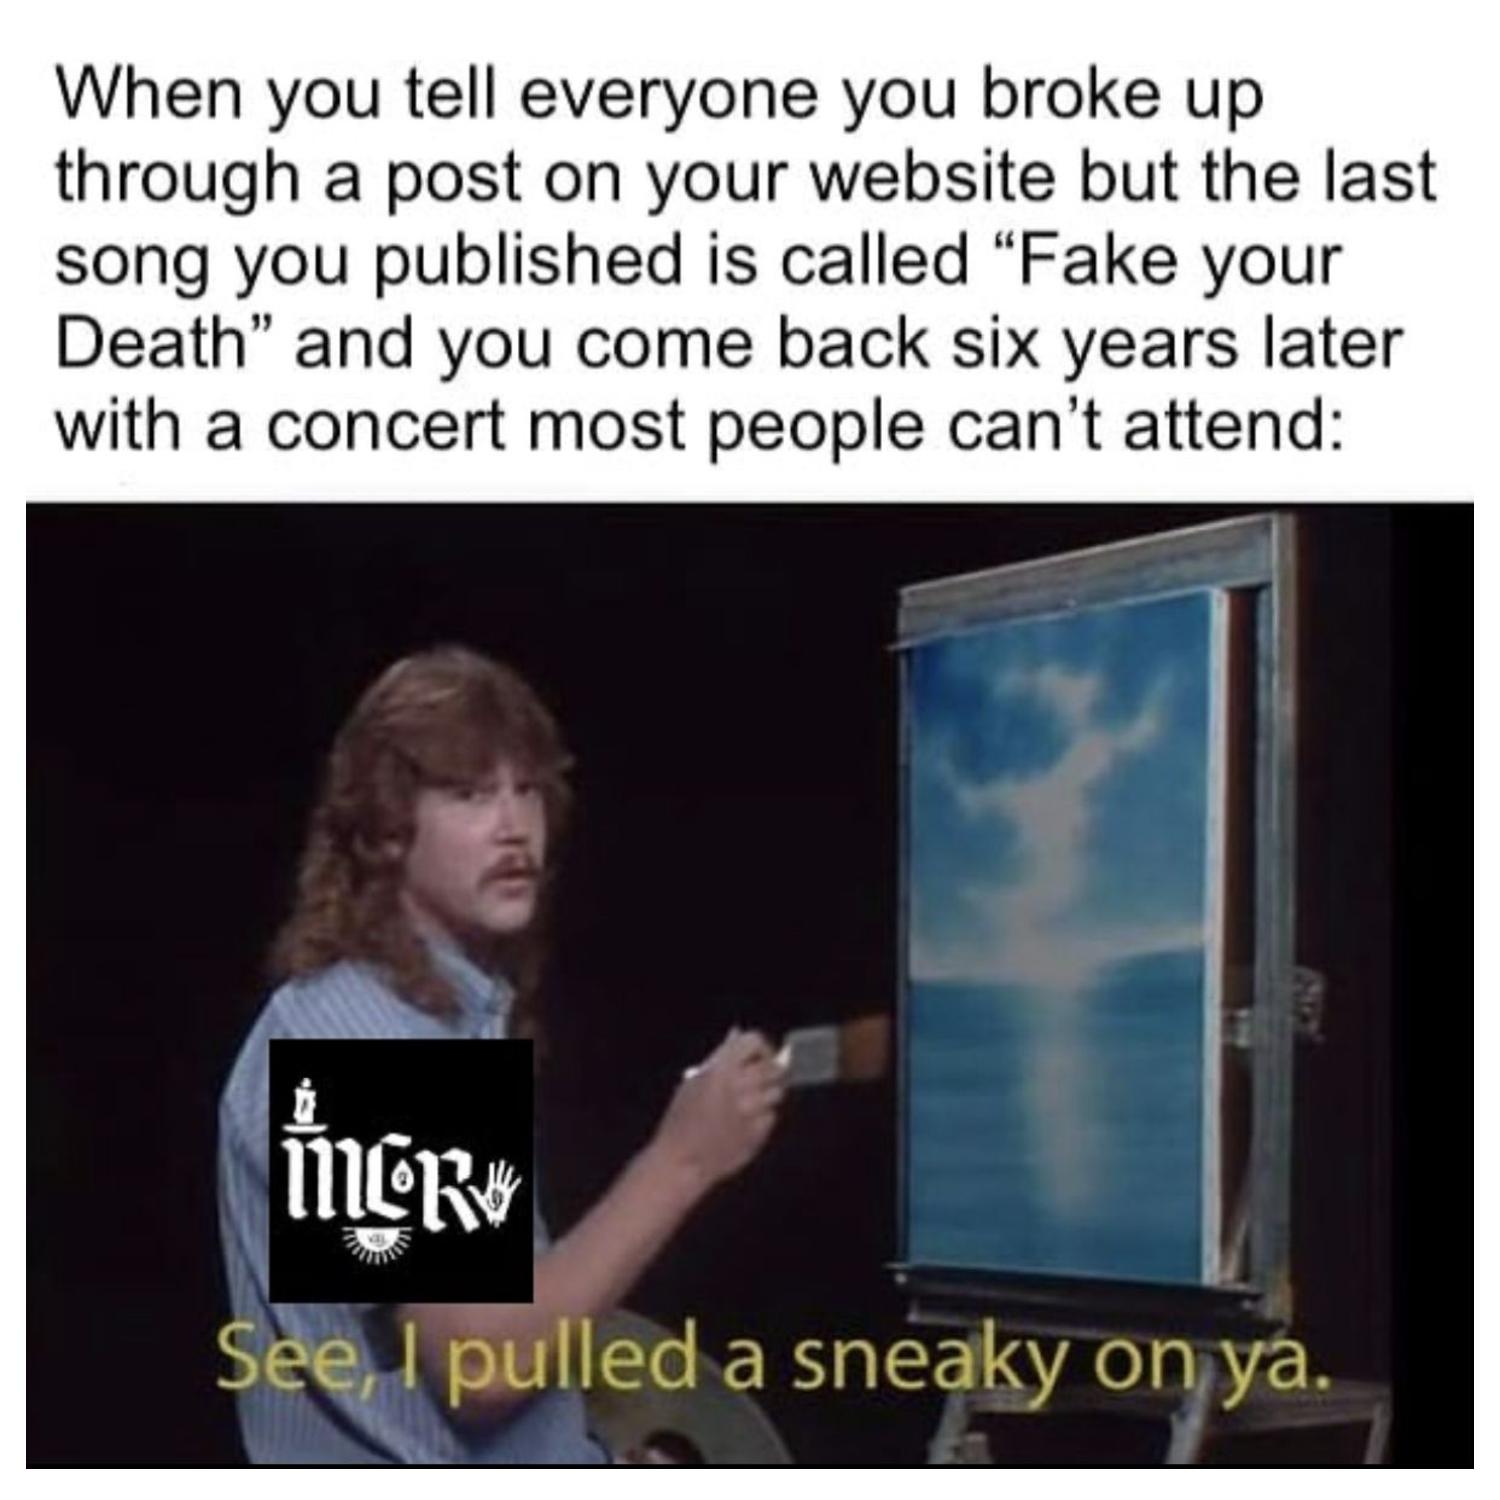 When you tell everyone you broke up
through a post on your website but the last
song you published is called “Fake your
Death” and you come back six years later
with a concert most people can’t attend:
MCR
See, I pulled a sneaky on ya.